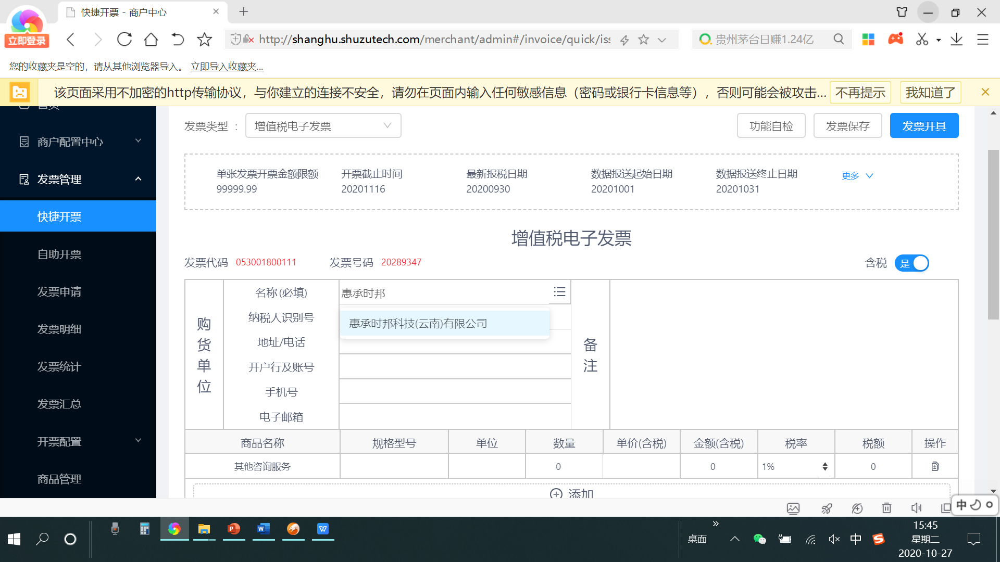 快捷开票 - 商户中心
立即登录
http://shanghu.shuzutech.com/merchant/admin#/invoice/quick/iss
贵州茅台日赚1.24亿
您的收藏夹是空的，请从其他浏览器导入。 立即导入收藏夹...
该页面采用不加密的http传输协议，与你建立的连接不安全，请勿在页面内输入任何敏感信息（密码或银行卡信息等），否则可能会被攻击... 不再提示 我知道了
商户配置中心
发票管理
快捷开票
自助开票
发票申请
发票明细
发票统计
发票汇总
开票配置
商品管理
发票类型 : 增值税电子发票 功能自检 发票保存 发票开具
单张发票开票金额限额 开票截止时间 最新报税日期 数据报送起始日期 数据报送终止日期 更多
99999.99 20201116 20200930 20201001 20201031
增值税电子发票
发票代码 053001800111 发票号码 20289347 含税 是
购货单位
名称(必填) 惠承时邦
纳税人识别号
惠承时邦科技(云南)有限公司
地址/电话
开户行及账号
手机号
电子邮箱
备注
商品名称 规格型号 单位 数量 单价(含税) 金额(含税) 税率 税额 操作
其他咨询服务 0 0 1% 0
添加
中
桌面 中
15:45
星期二
2020-10-27